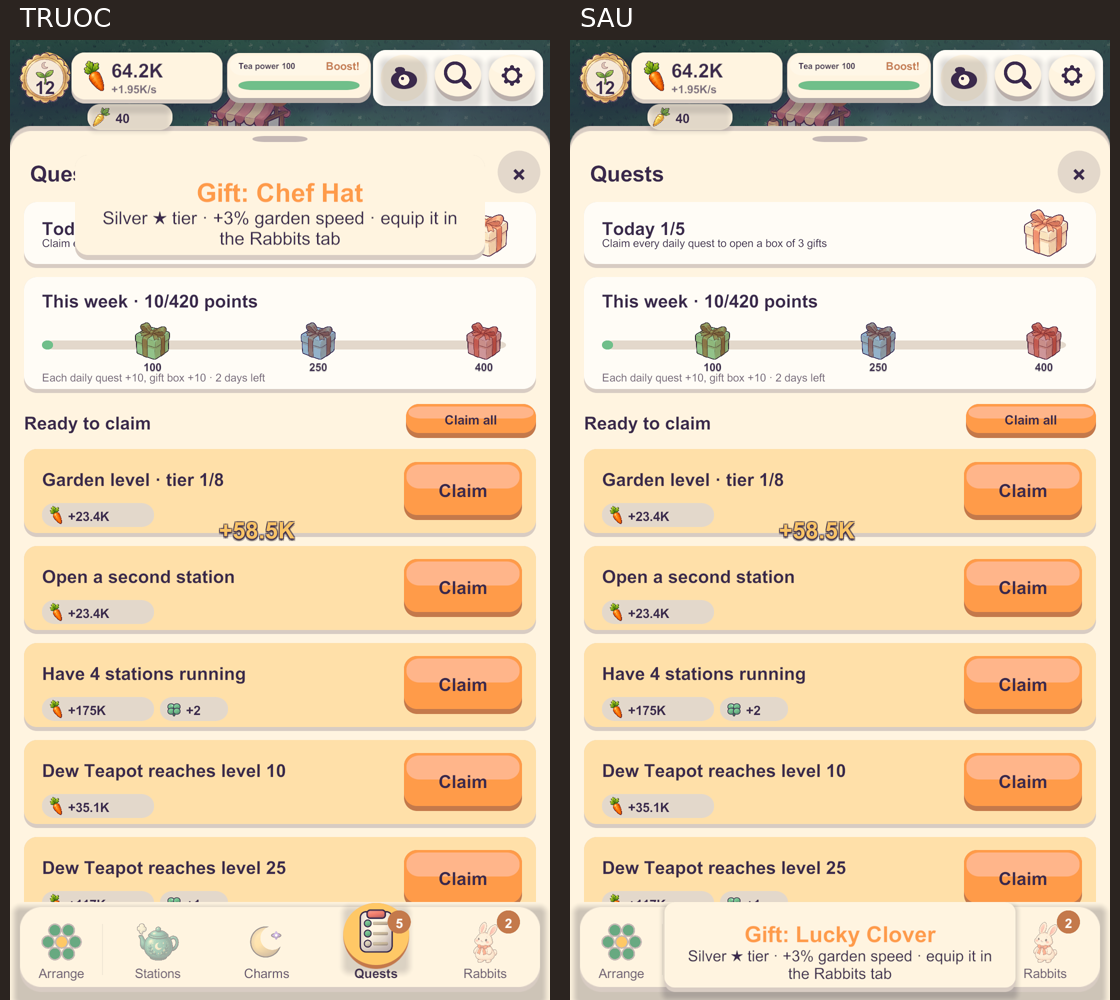 TRUOC
12
64.2K
+1.95K/s
Tea power 100
Boost!
40
Gift: Chef Hat
Silver ★ tier · +3% garden speed · equip it in
the Rabbits tab
This week · 10/420 points
100
250
400
Each daily quest +10, gift box +10 · 2 days left
Ready to claim
Claim all
Garden level · tier 1/8
+23.4K
Claim
+58.5K
Open a second station
+23.4K
Claim
Have 4 stations running
+175K
+2
Claim
Dew Teapot reaches level 10
+35.1K
Claim
Dew Teapot reaches level 25
Claim
Arrange
Stations
Charms
5
Quests
2
Rabbits
SAU
12
64.2K
+1.95K/s
Tea power 100
Boost!
40
Quests
Today 1/5
Claim every daily quest to open a box of 3 gifts
This week · 10/420 points
100
250
400
Each daily quest +10, gift box +10 · 2 days left
Ready to claim
Claim all
Garden level · tier 1/8
+23.4K
Claim
+58.5K
Open a second station
+23.4K
Claim
Have 4 stations running
+175K
+2
Claim
Dew Teapot reaches level 10
+35.1K
Claim
Dew Teapot reaches level 25
Claim
Arrange
Gift: Lucky Clover
Silver ★ tier · +3% garden speed · equip it in
the Rabbits tab
2
Rabbits